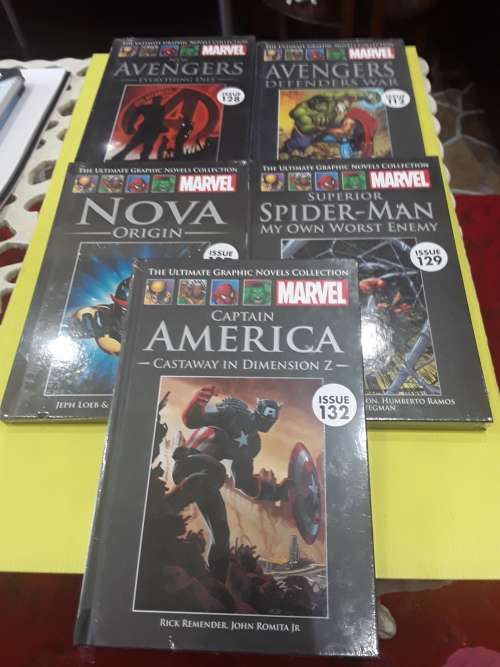 THE ULTIMATE GRAPHIC NOVELS COLLECTION
MARVEL
AVENGERS
EVERYTHING DIES
ISSUE
128
THE ULTIMATE GRAPHIC NOVELS COLLECTION
MARVEL
AVENGERS
DEFENDERS WAR
ISSUE
THE ULTIMATE GRAPHIC NOVELS COLLECTION
MARVEL
NOVA
ORIGIN
ISSUE
JEPH LOEB &
THE ULTIMATE GRAPHIC NOVELS COLLECTION
MARVEL
SUPERIOR
SPIDER-MAN
MY OWN WORST ENEMY
ISSUE
129
HUMBERTO RAMOS
THE ULTIMATE GRAPHIC NOVELS COLLECTION
MARVEL
CAPTAIN
AMERICA
CASTAWAY IN DIMENSION Z
ISSUE
132
RICK REMENDER, JOHN ROMITA JR